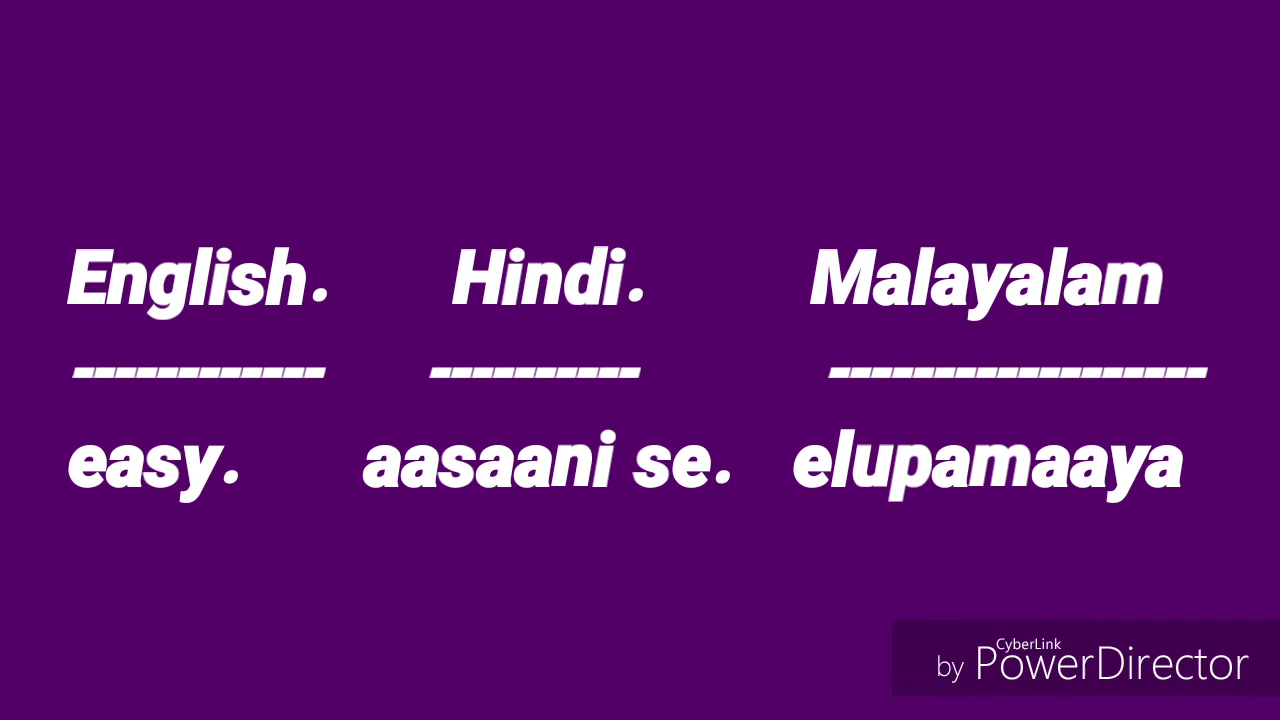 English. Hindi. Malayalam
------------ ---------- ------------------
easy. aasaani se. elupamaaya
CyberLink
by PowerDirector